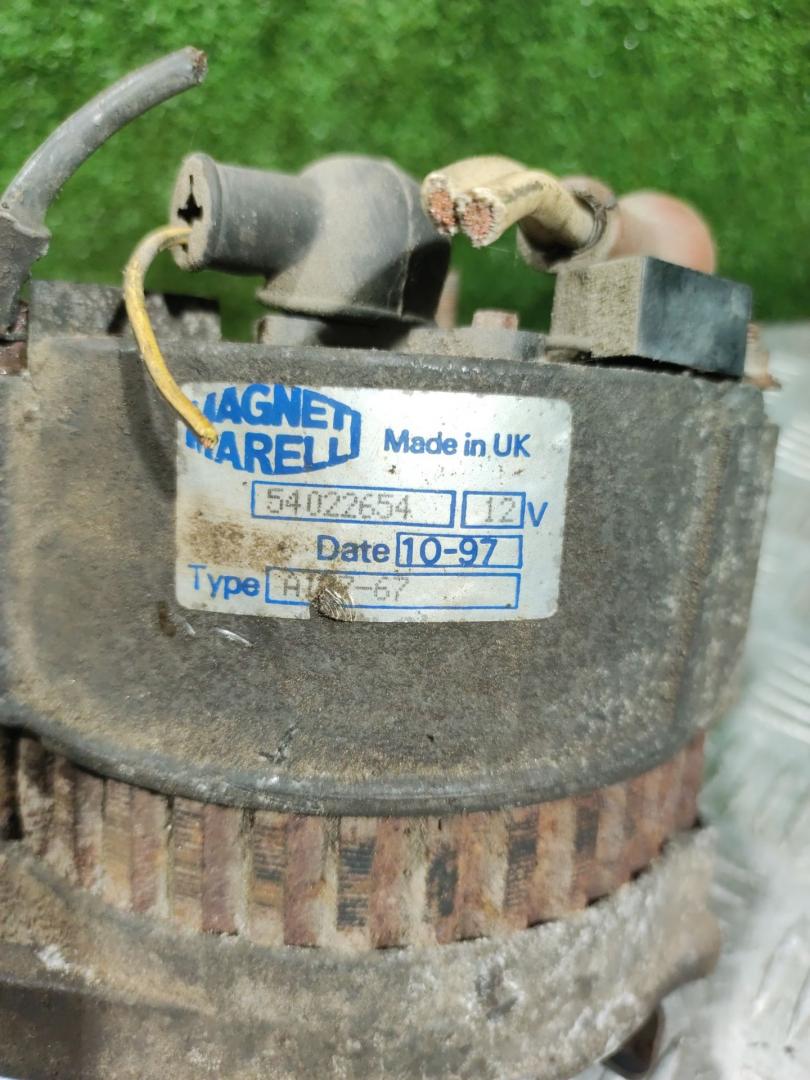 MAGNETI
MARELLI
Made in UK
54022654 12 V
Date 10-97
Type